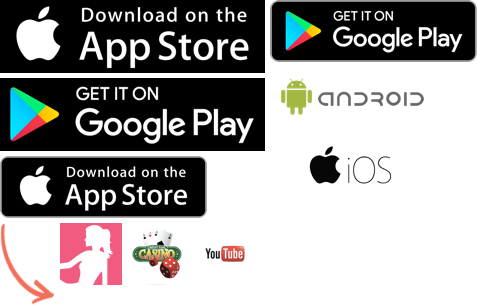 Download on the
App Store
GET IT ON
Google Play
GET IT ON
Google Play
ANDROID
Download on the
App Store
iOS
CASINO
YouTube